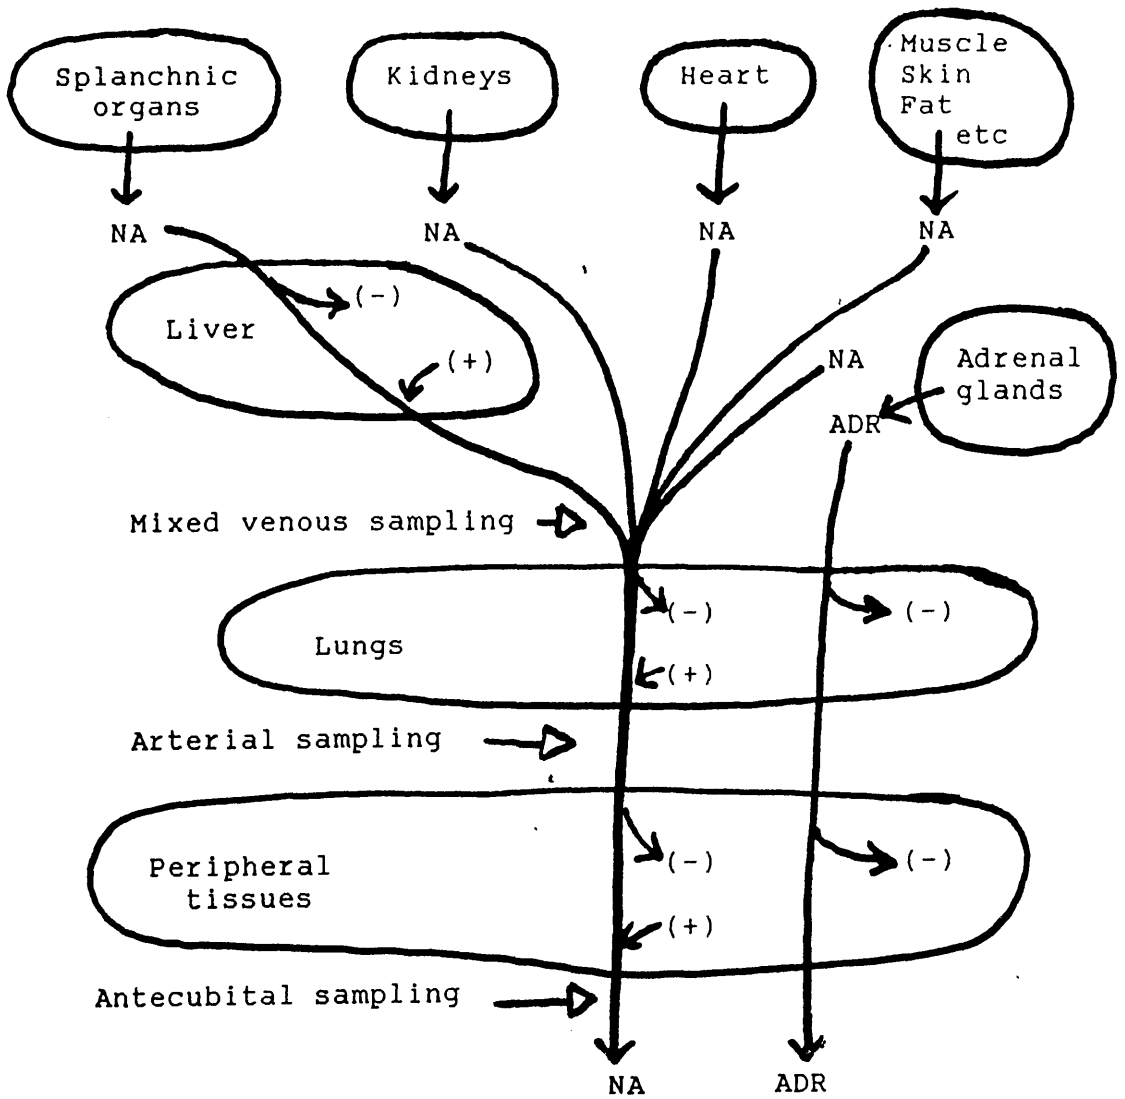 Splanchnic
organs
Kidneys
Heart
Muscle
Skin
Fat
etc
NA
NA
NA
NA
(-)
Liver
(+)
NA
Adrenal
glands
ADR
Mixed venous sampling
(-)
(-)
Lungs
(+)
Arterial sampling
Peripheral
tissues
(-)
(-)
(+)
Antecubital sampling
NA
ADR